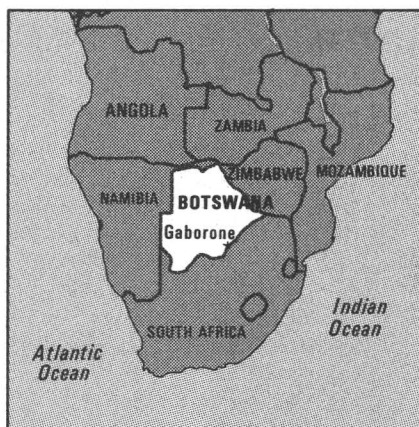 ANGOLA
ZAMBIA
ZIMBABWE
MOZAMBIQUE
NAMIBIA
BOTSWANA
Gaborone
SOUTH AFRICA
Indian
Ocean
Atlantic
Ocean